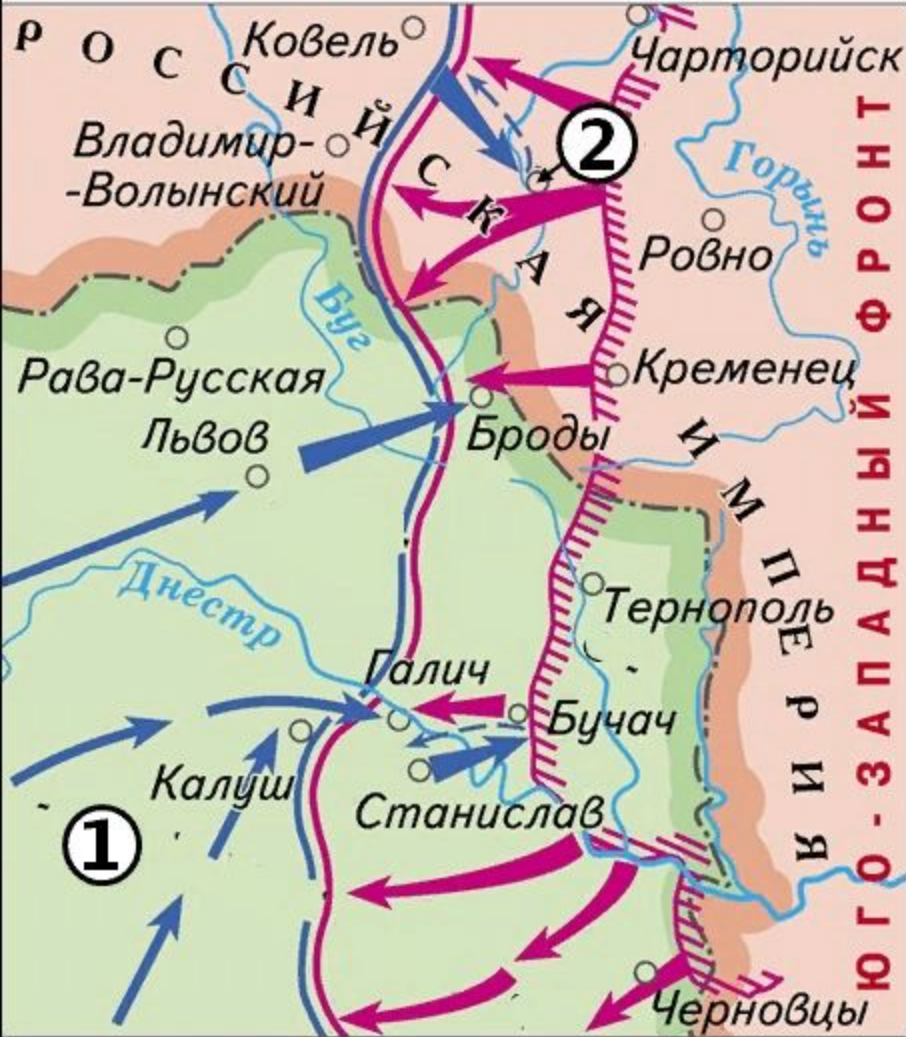 РОССИЙСКАЯ ИМПЕРИЯ
Ковель
Чарторийск
2
Владимир-
-Волынский
Горынь
Ровно
Буг
Рава-Русская
Кременец
Львов
Броды
Днестр
Тернополь
Галич
Бучач
Калуш
Станислав
1
Черновцы
ЮГО-ЗАПАДНЫЙ ФРОНТ